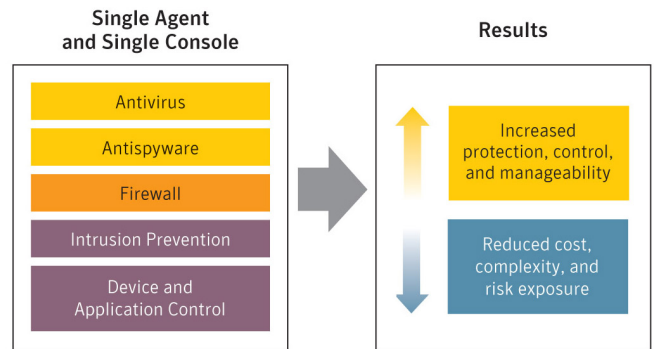 Single Agent
and Single Console
Antivirus
Antispyware
Firewall
Intrusion Prevention
Device and
Application Control
Results
Increased
protection, control,
and manageability
Reduced cost,
complexity, and
risk exposure